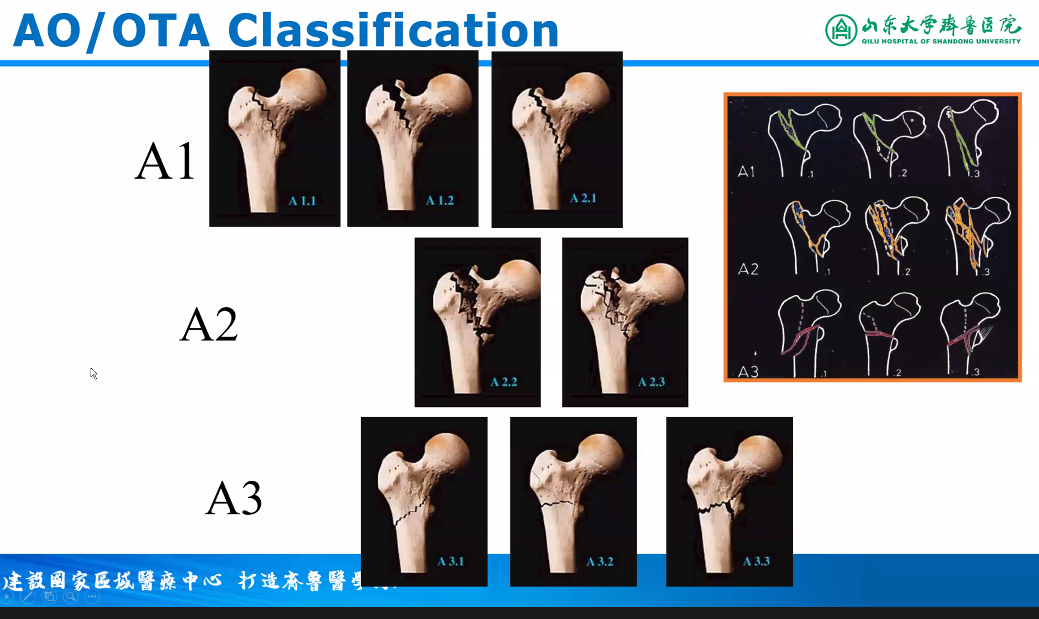 AO/OTA Classification
山东大学齊魯医院
QILU HOSPITAL OF SHANDONG UNIVERSITY
A1
A 1.1
A 1.2
A 2.1
A2
A 2.2
A 2.3
A3
A 3.1
A 3.2
A 3.3
A1 .1 .2 .3
A2 .1 .2 .3
A3 .1 .2 .3
建設國家區域醫療中心 打造齊魯醫學